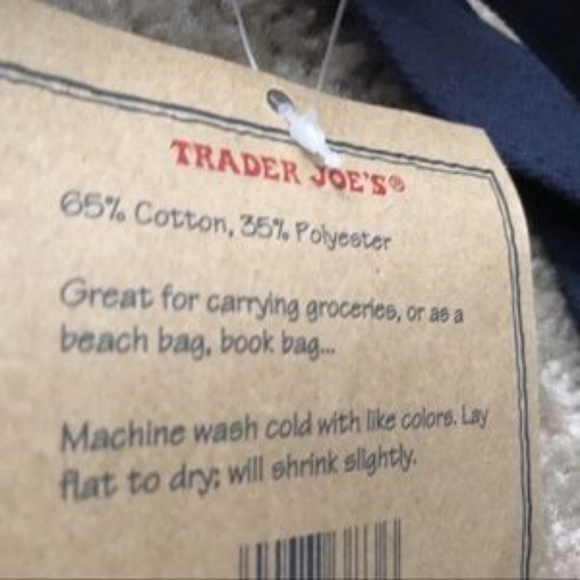 TRADER JOE'S®
65% Cotton, 35% Polyester
Great for carrying groceries, or as a
beach bag, book bag...
Machine wash cold with like colors. Lay
flat to dry; will shrink slightly.